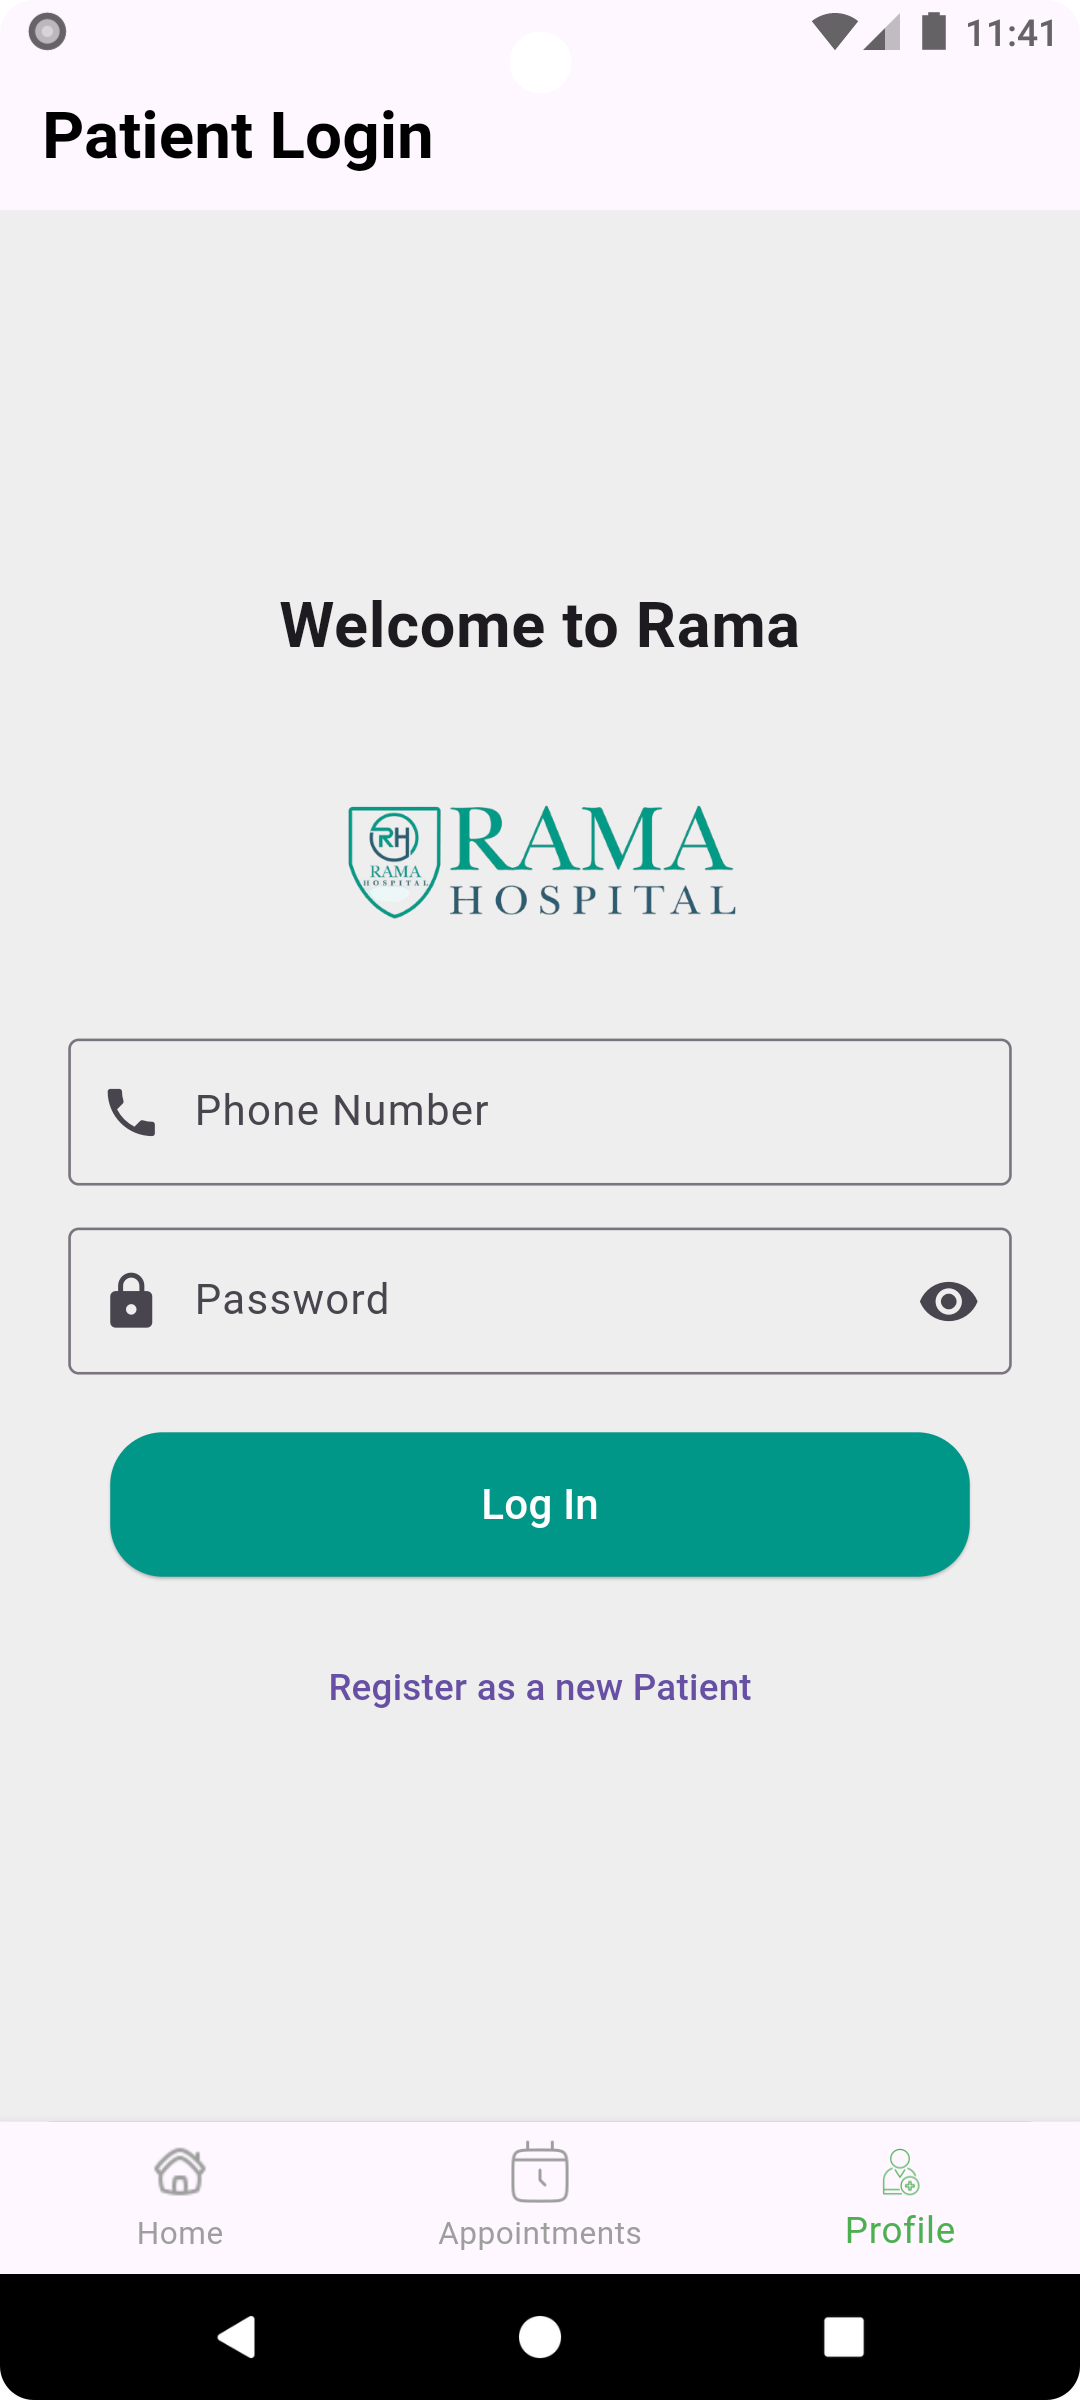 11:41
Patient Login
Welcome to Rama
RH
RAMA
HOSPITAL
RAMA
HOSPITAL
Phone Number
Password
Log In
Register as a new Patient
Home
Appointments
Profile